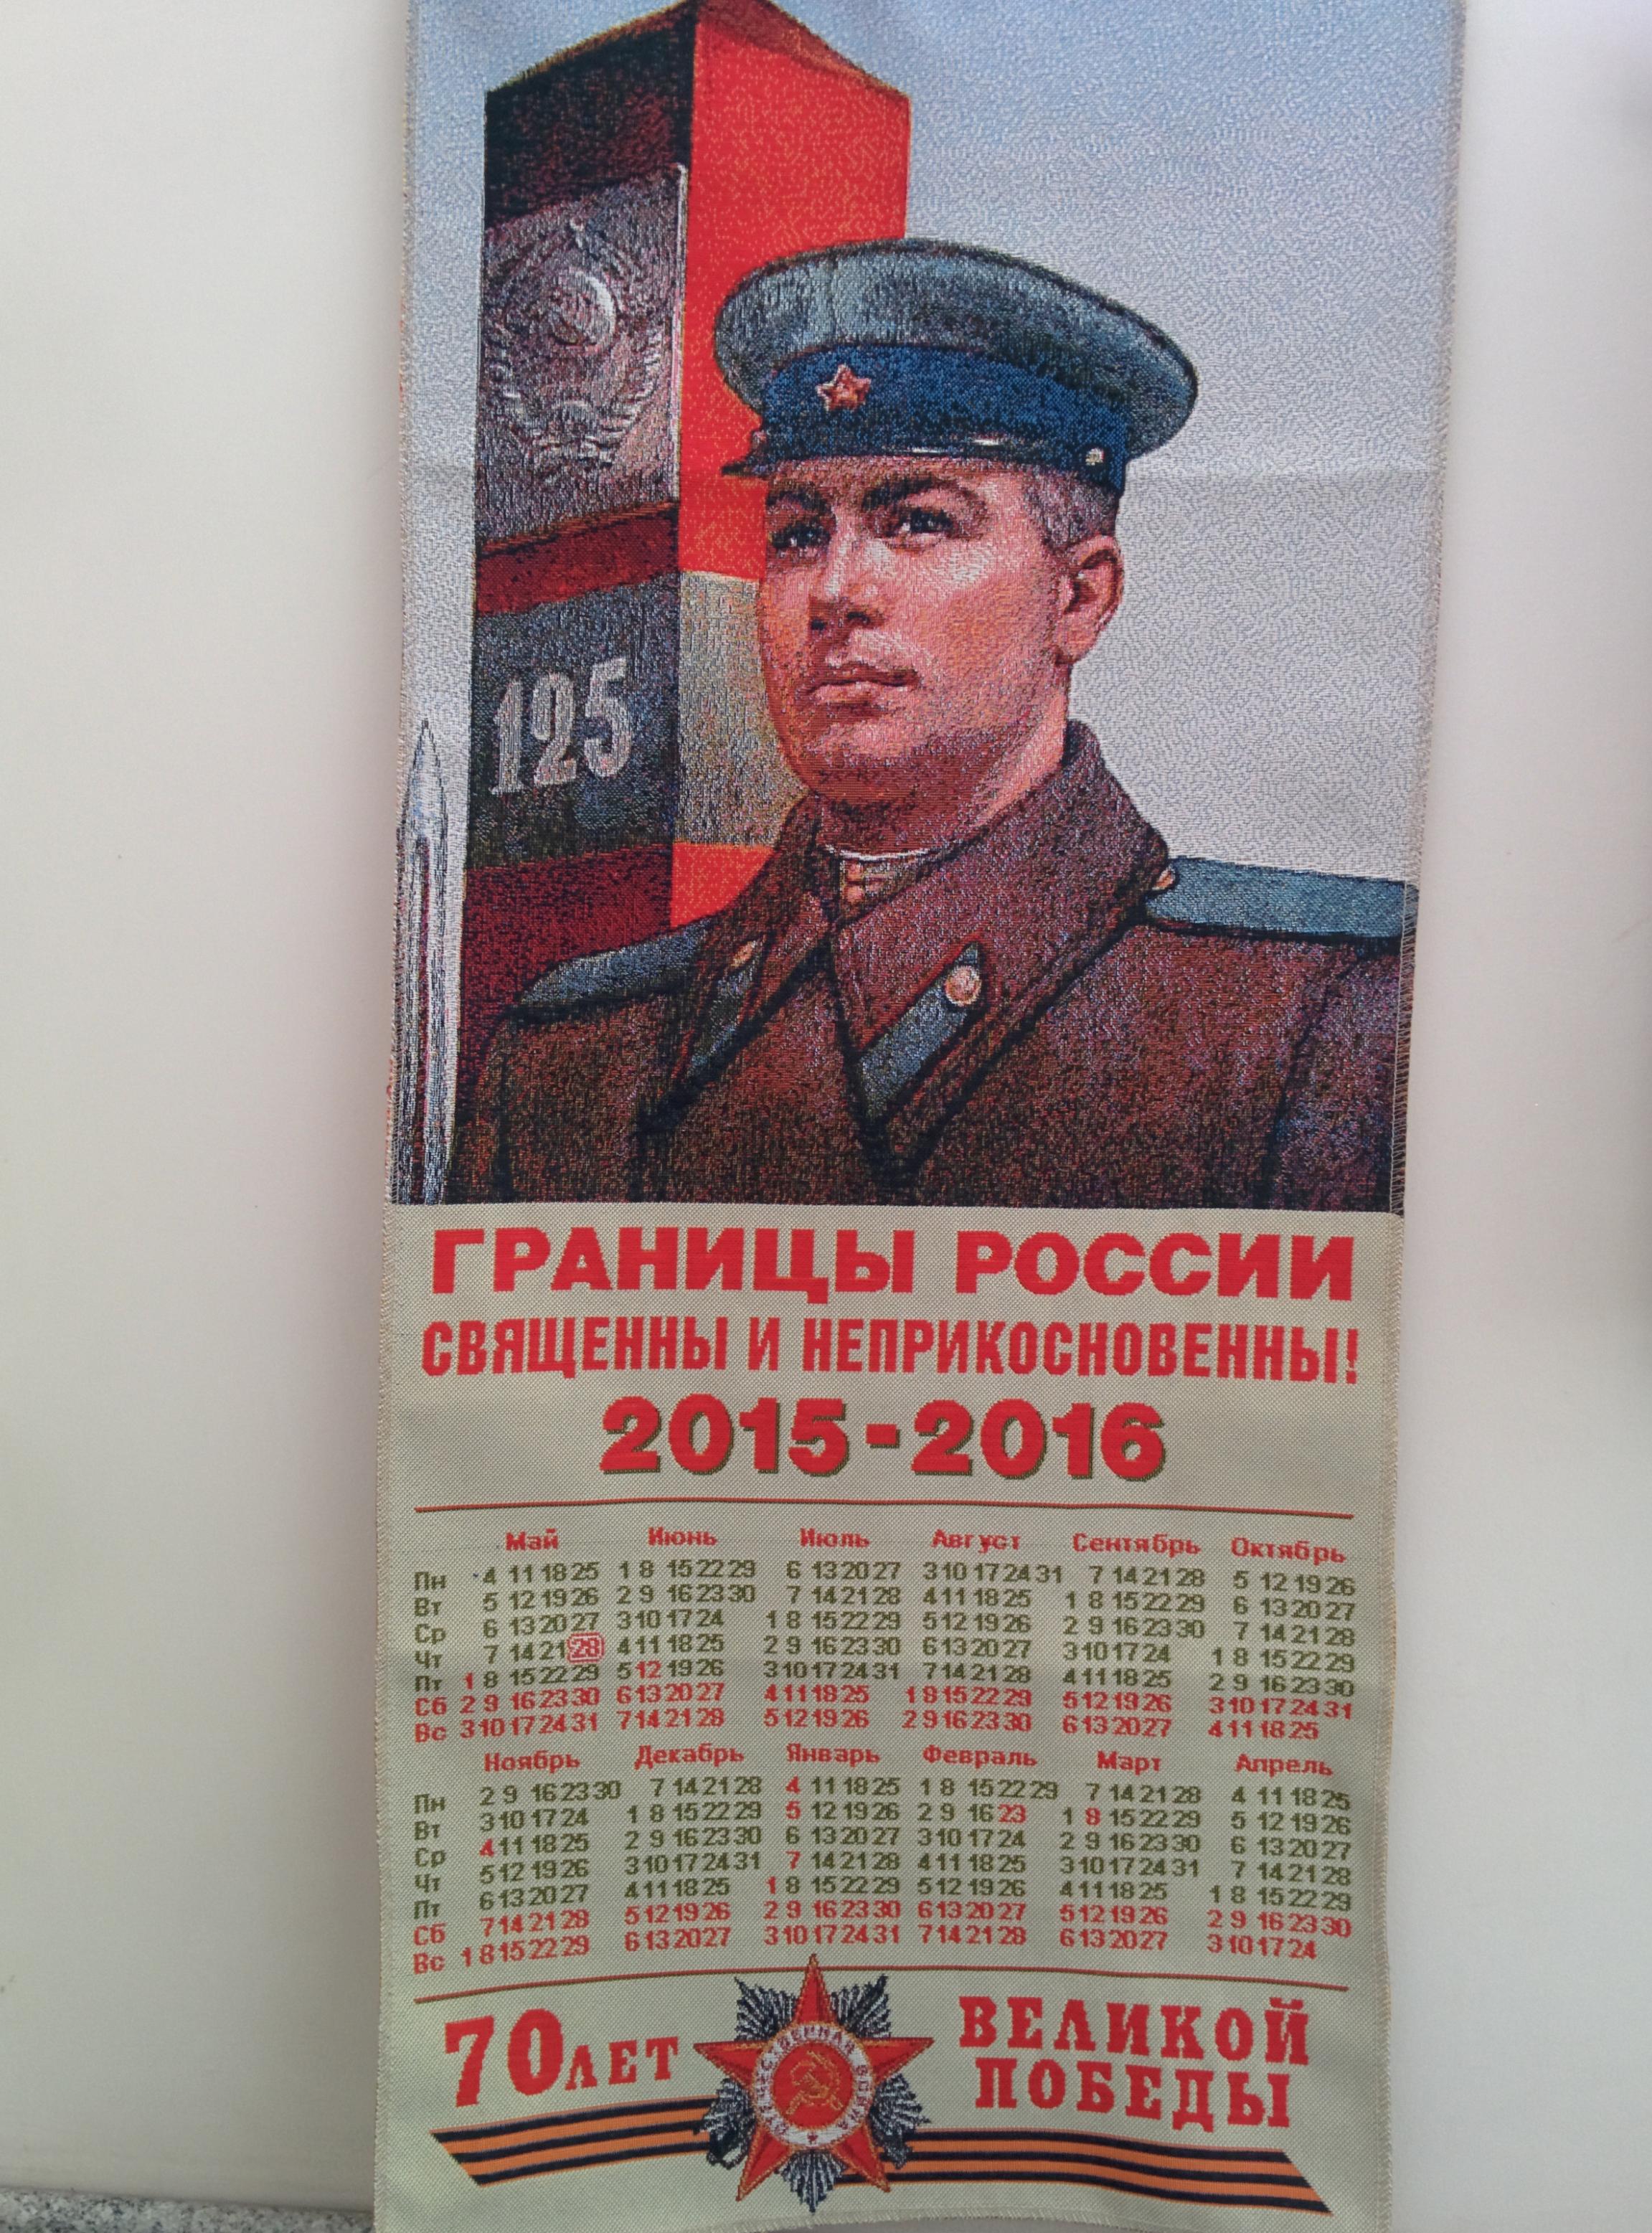 125
ГРАНИЦЫ РОССИИ
СВЯЩЕННЫ И НЕПРИКОСНОВЕННЫ!
2015-2016
Май Июнь Июль Август Сентябрь Октябрь
Пн 4 11 18 25 1 8 15 22 29 6 13 20 27 3 10 17 24 31 7 14 21 28 5 12 19 26
Вт 5 12 19 26 2 9 16 23 30 7 14 21 28 4 11 18 25 1 8 15 22 29 6 13 20 27
Ср 6 13 20 27 3 10 17 24 1 8 15 22 29 5 12 19 26 2 9 16 23 30 7 14 21 28
Чт 7 14 21 28 4 11 18 25 2 9 16 23 30 6 13 20 27 3 10 17 24 1 8 15 22 29
Пт 1 8 15 22 29 5 12 19 26 3 10 17 24 31 7 14 21 28 4 11 18 25 2 9 16 23 30
Сб 2 9 16 23 30 6 13 20 27 4 11 18 25 1 8 15 22 29 5 12 19 26 3 10 17 24 31
Вс 3 10 17 24 31 7 14 21 28 5 12 19 26 2 9 16 23 30 6 13 20 27 4 11 18 25
Ноябрь Декабрь Январь Февраль Март Апрель
Пн 2 9 16 23 30 7 14 21 28 4 11 18 25 1 8 15 22 29 7 14 21 28 4 11 18 25
Вт 3 10 17 24 1 8 15 22 29 5 12 19 26 2 9 16 23 1 8 15 22 29 5 12 19 26
Ср 4 11 18 25 2 9 16 23 30 6 13 20 27 3 10 17 24 2 9 16 23 30 6 13 20 27
Чт 5 12 19 26 3 10 17 24 31 7 14 21 28 4 11 18 25 3 10 17 24 31 7 14 21 28
Пт 6 13 20 27 4 11 18 25 1 8 15 22 29 5 12 19 26 4 11 18 25 1 8 15 22 29
Сб 7 14 21 28 5 12 19 26 2 9 16 23 30 6 13 20 27 5 12 19 26 2 9 16 23 30
Вс 1 8 15 22 29 6 13 20 27 3 10 17 24 31 7 14 21 28 6 13 20 27 3 10 17 24
70 ЛЕТ
ОТЕЧЕСТВЕННАЯ ВОЙНА
ВЕЛИКОЙ
ПОБЕДЫ